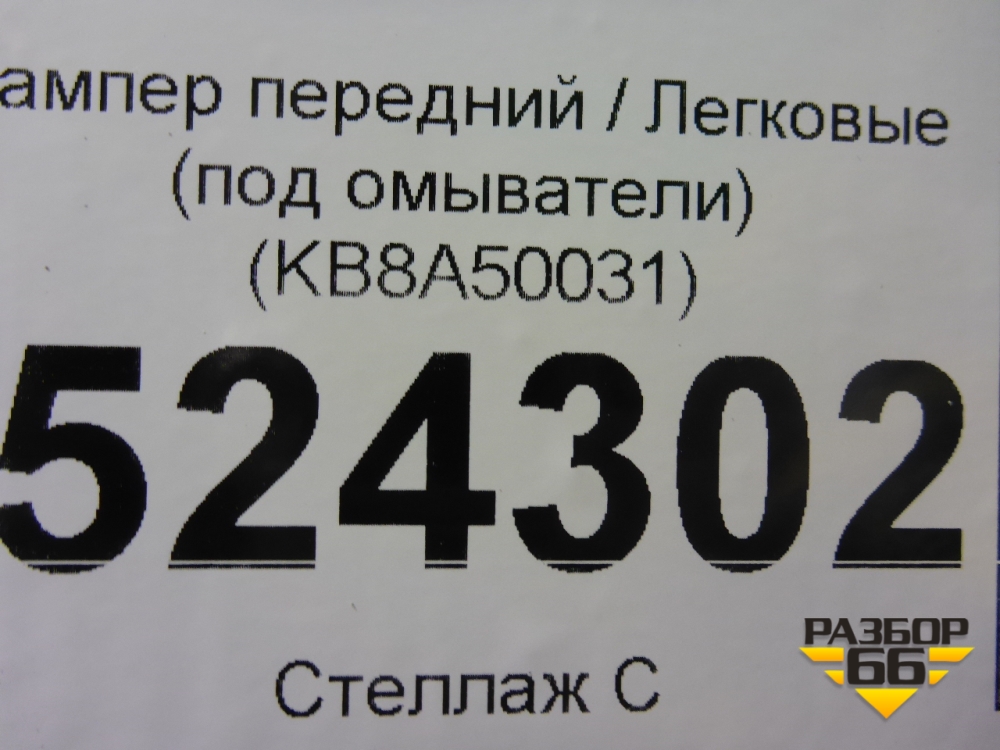 ампер передний / Легковые
(под омыватели)
(KB8A50031)
524302
Стеллаж С
РАЗБОР
66